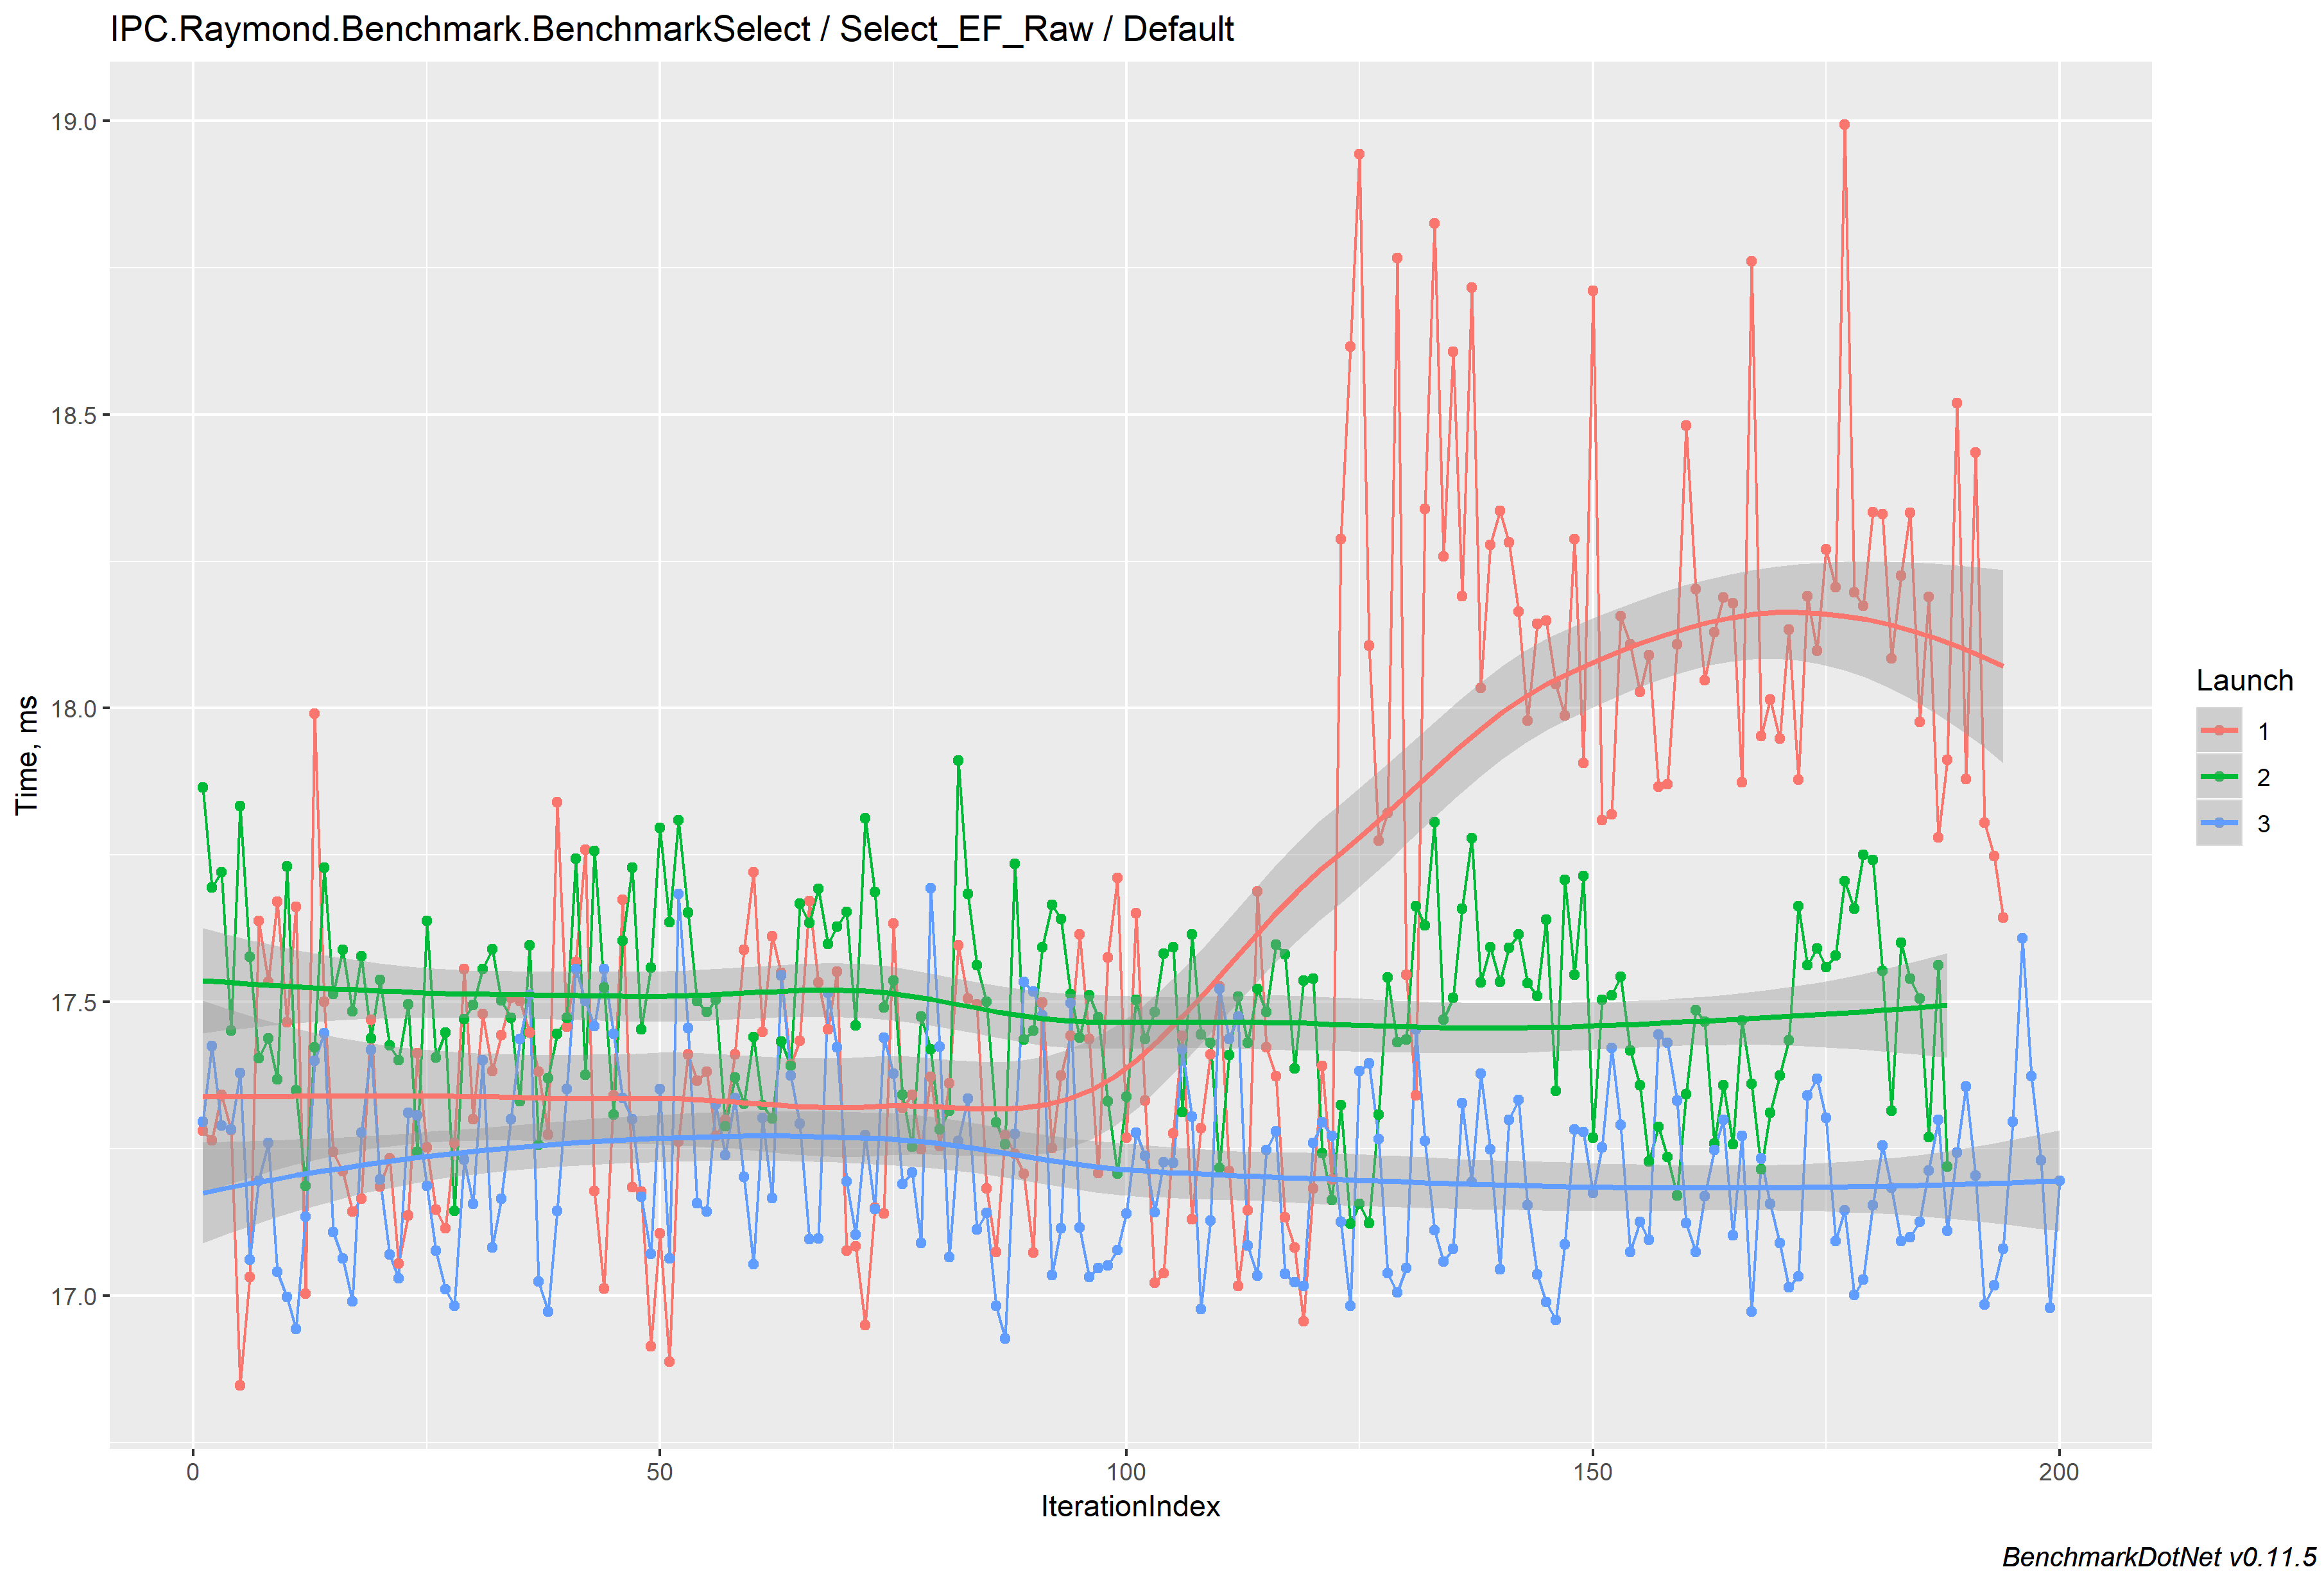 IPC.Raymond.Benchmark.BenchmarkSelect / Select_EF_Raw / Default
19.0
18.5
18.0
17.5
17.0
Time, ms
0 50 100 150 200
IterationIndex
Launch
1
2
3
BenchmarkDotNet v0.11.5